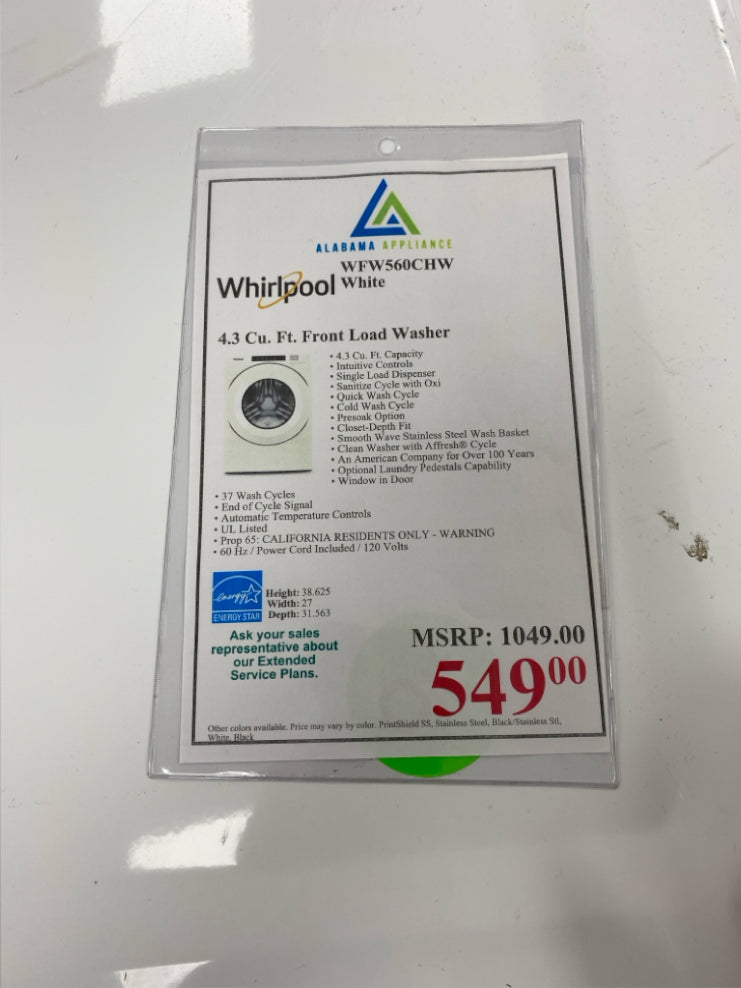 ALABAMA APPLIANCE
WFW560CHW
Whirlpool White
4.3 Cu. Ft. Front Load Washer
• 4.3 Cu. Ft. Capacity
• Intuitive Controls
• Single Load Dispenser
• Sanitize Cycle with Oxi
• Quick Wash Cycle
• Cold Wash Cycle
• Presoak Option
• Closet-Depth Fit
• Smooth Wave Stainless Steel Wash Basket
• Clean Washer with Affresh® Cycle
• An American Company for Over 100 Years
• Optional Laundry Pedestals Capability
• Window in Door
• 37 Wash Cycles
• End of Cycle Signal
• Automatic Temperature Controls
• UL Listed
• Prop 65: CALIFORNIA RESIDENTS ONLY - WARNING
• 60 Hz / Power Cord Included / 120 Volts
energy
ENERGY STAR
Height: 38.625
Width: 27
Depth: 31.563
Ask your sales
representative about
our Extended
Service Plans.
MSRP: 1049.00
54900
Other colors available. Price may vary by color. PrintShield SS, Stainless Steel, Black/Stainless Stl,
White, Black